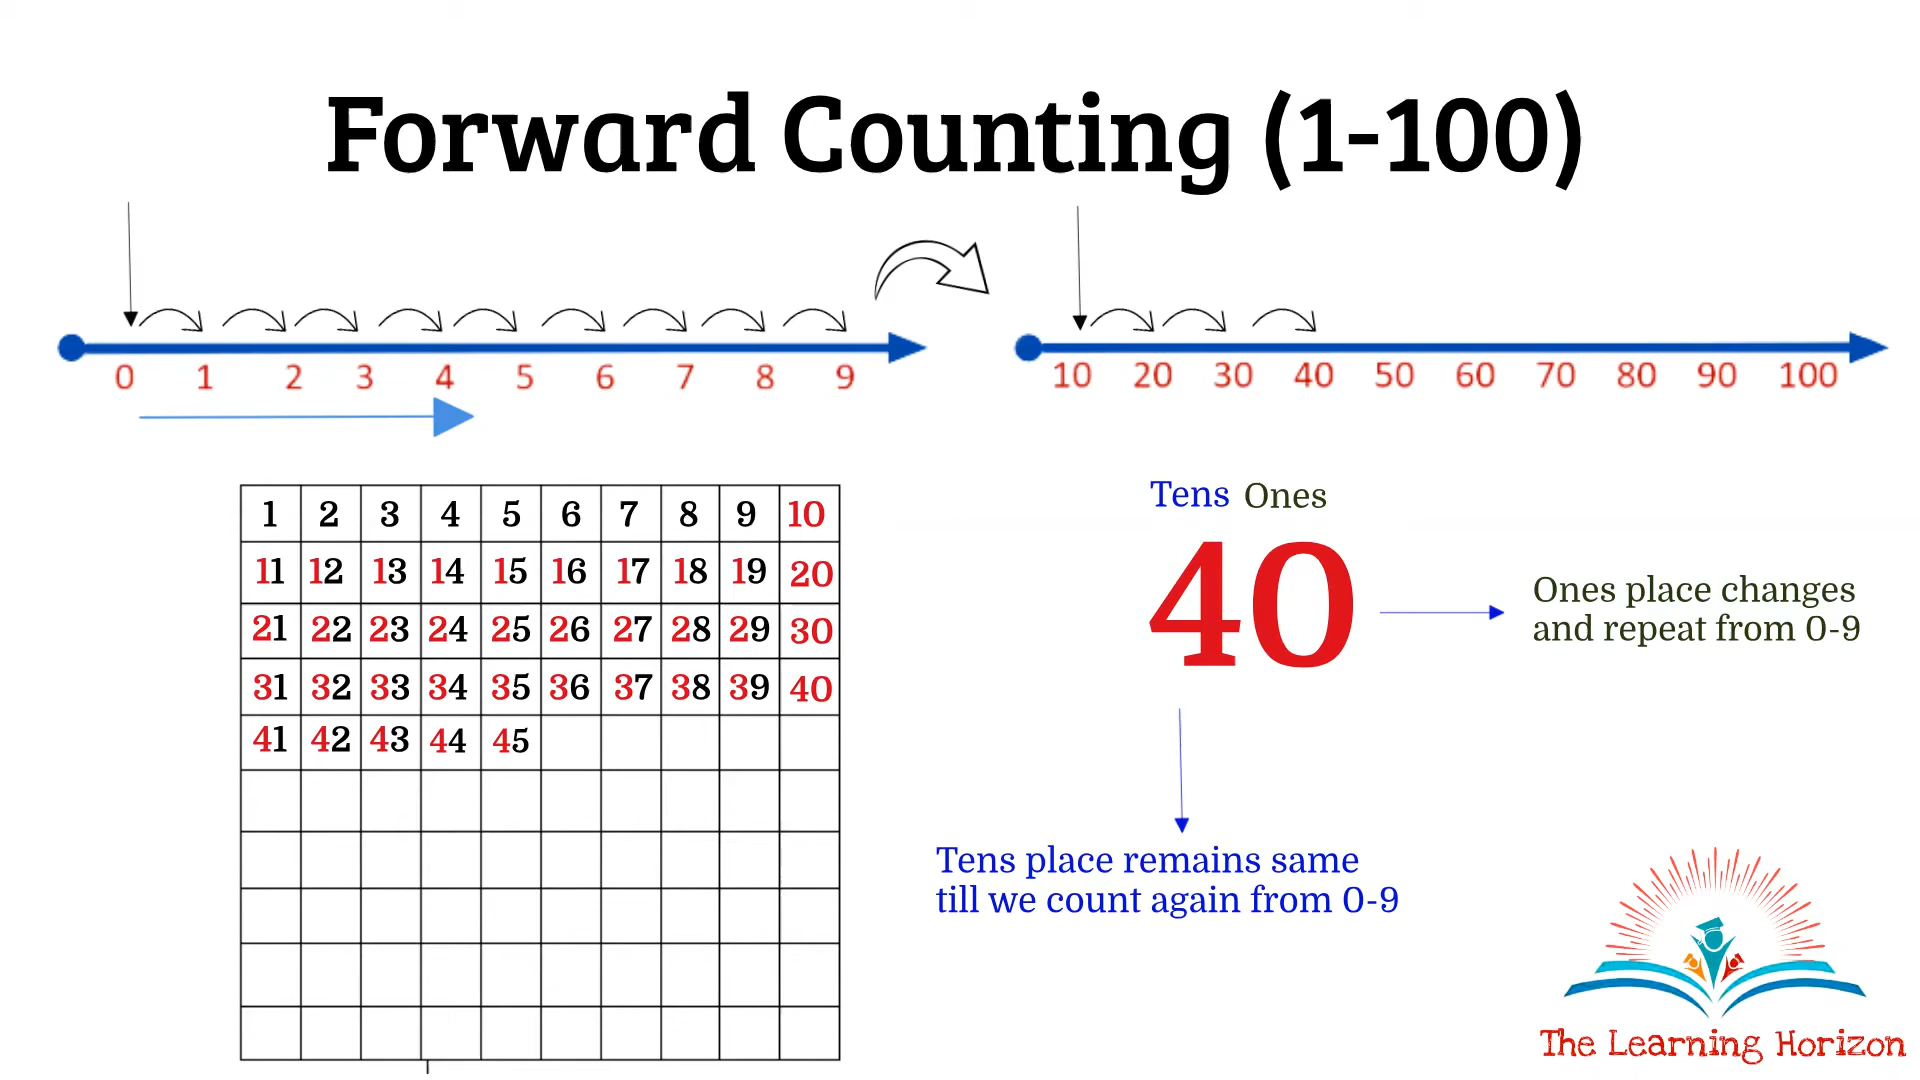 Forward Counting (1-100)
0 1 2 3 4 5 6 7 8 9
10 20 30 40 50 60 70 80 90 100
1 2 3 4 5 6 7 8 9 10
11 12 13 14 15 16 17 18 19 20
21 22 23 24 25 26 27 28 29 30
31 32 33 34 35 36 37 38 39 40
41 42 43 44 45
Tens Ones
40
Ones place changes
and repeat from 0-9
Tens place remains same
till we count again from 0-9
The Learning Horizon